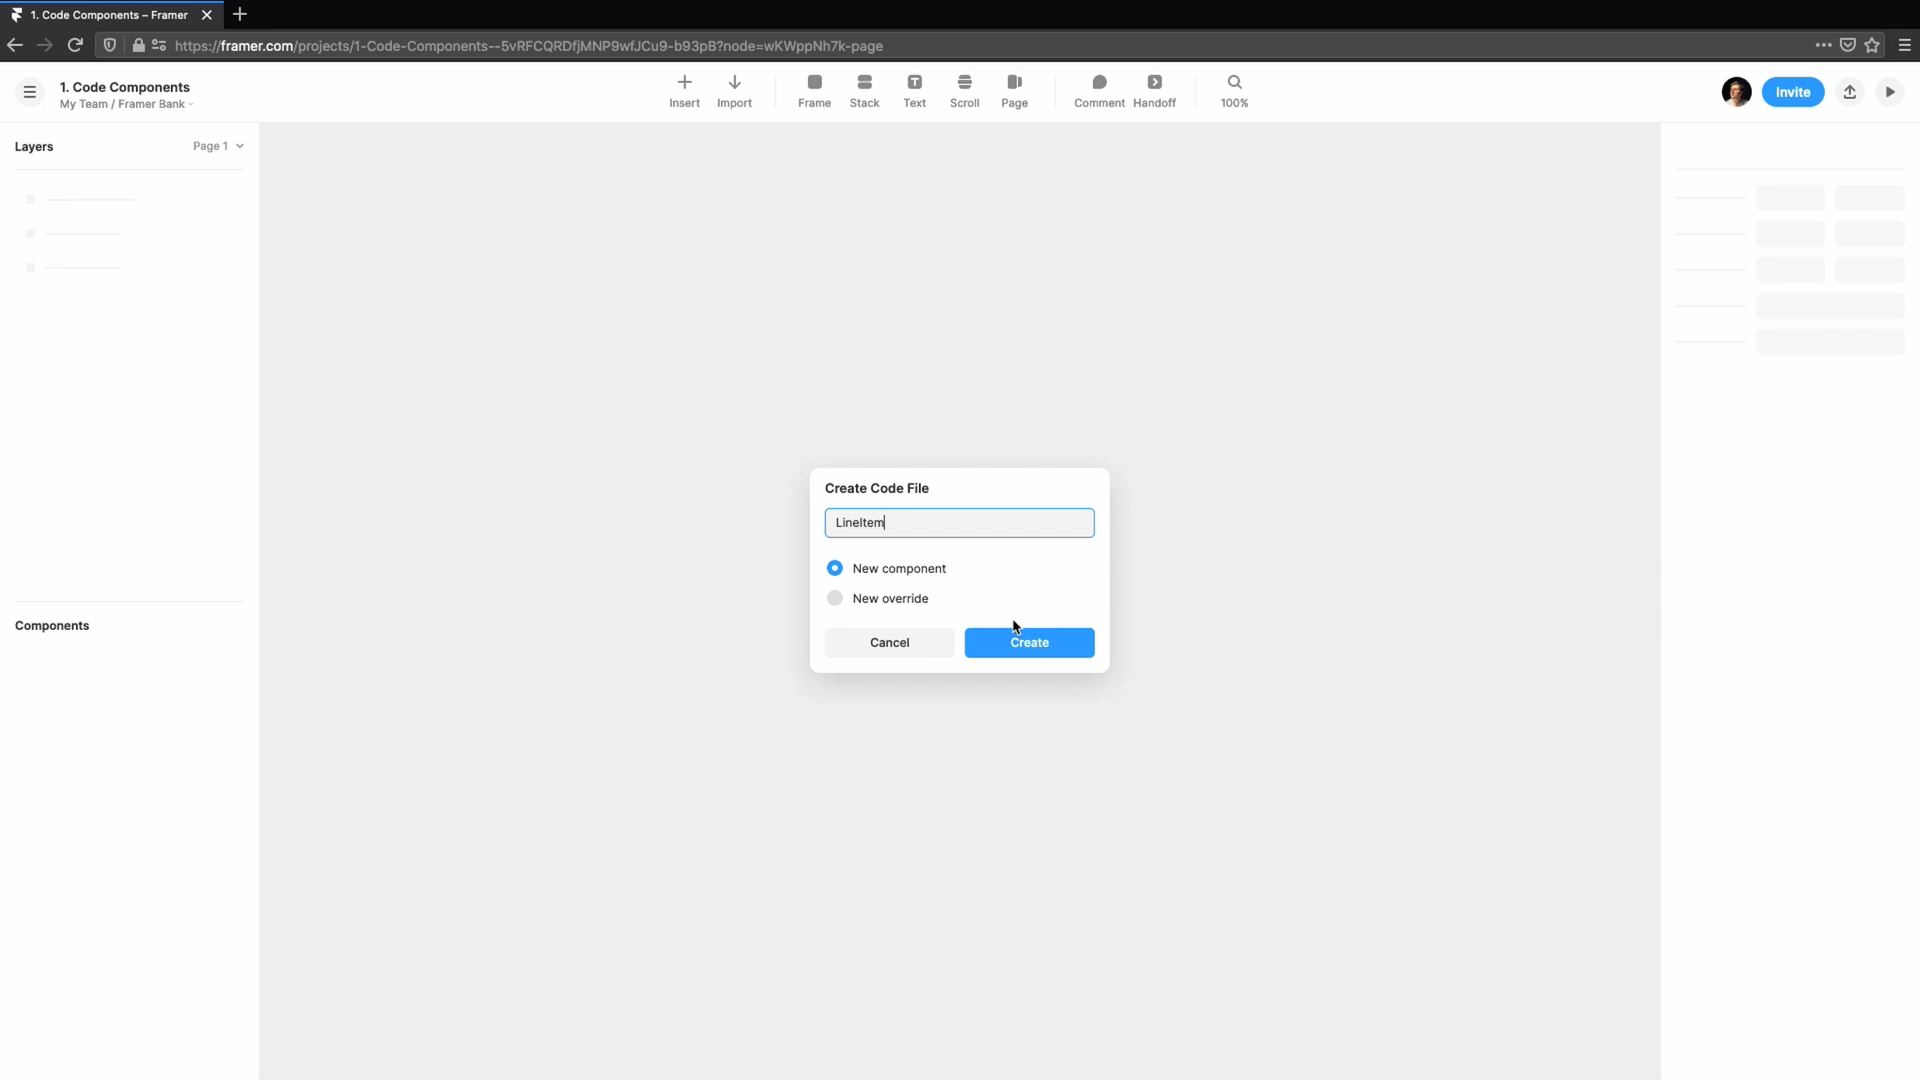 1. Code Components – Framer
https://framer.com/projects/1-Code-Components--5vRFCQRDfjMNP9wfJCu9-b93pB?node=wKWppNh7k-page
1. Code Components
My Team / Framer Bank
Insert
Import
Frame
Stack
Text
Scroll
Page
Comment
Handoff
100%
Invite
Layers
Page 1
Create Code File
LineItem
New component
New override
Cancel
Create
Components